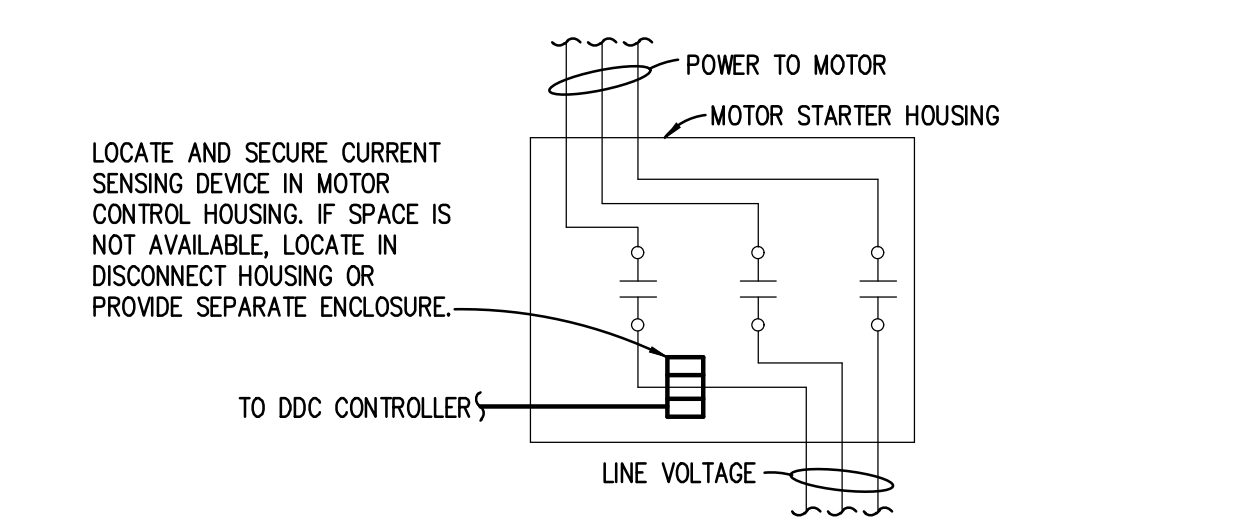 POWER TO MOTOR
MOTOR STARTER HOUSING
LOCATE AND SECURE CURRENT
SENSING DEVICE IN MOTOR
CONTROL HOUSING. IF SPACE IS
NOT AVAILABLE, LOCATE IN
DISCONNECT HOUSING OR
PROVIDE SEPARATE ENCLOSURE.
TO DDC CONTROLLER
LINE VOLTAGE